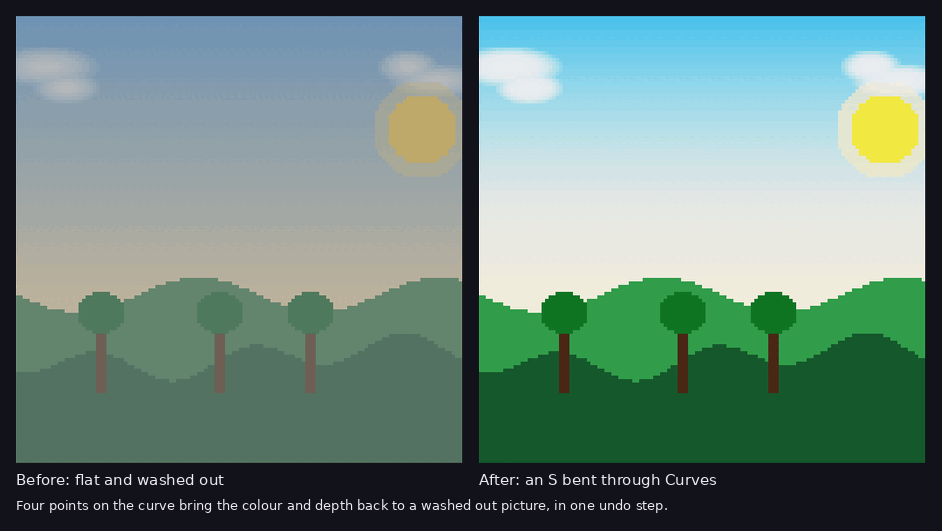 Before: flat and washed out
After: an S bent through Curves
Four points on the curve bring the colour and depth back to a washed out picture, in one undo step.